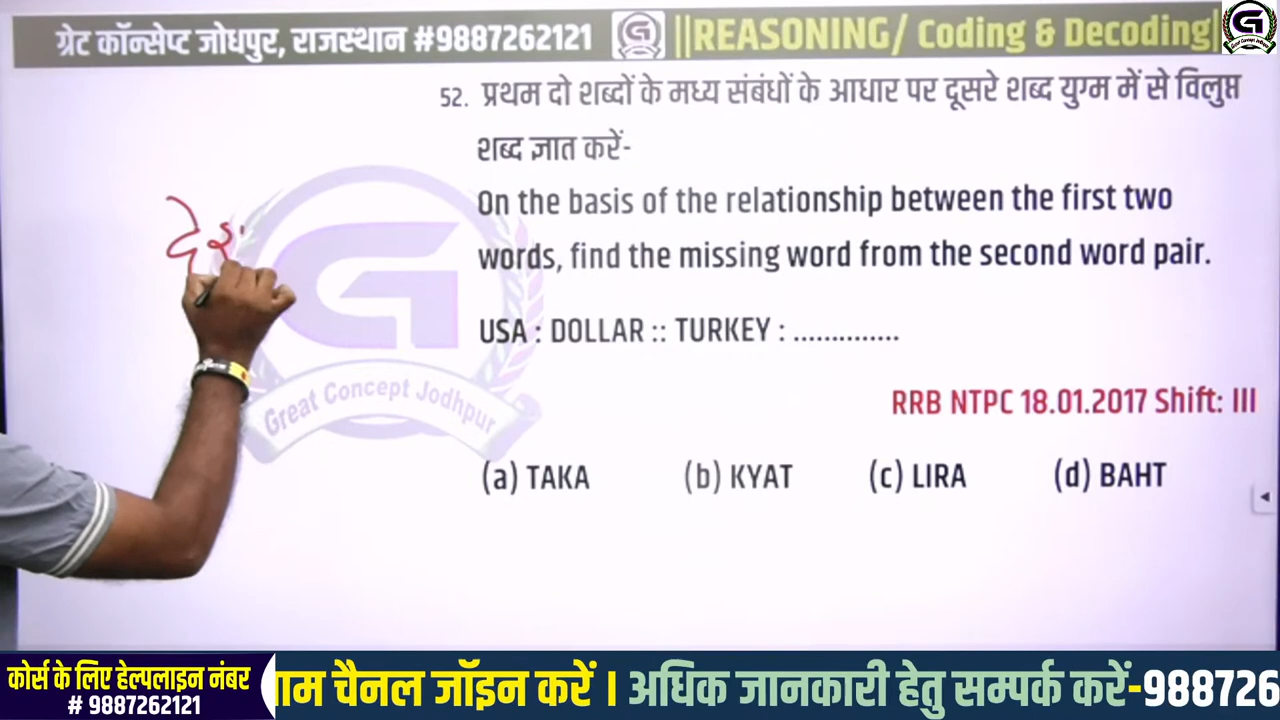 ग्रेट कॉन्सेप्ट जोधपुर, राजस्थान #9887262121 ||REASONING/ Coding & Decoding|
52. प्रथम दो शब्दों के मध्य संबंधों के आधार पर दूसरे शब्द युग्म में से विलुप्त
शब्द ज्ञात करें-
On the basis of the relationship between the first two
words, find the missing word from the second word pair.
USA : DOLLAR :: TURKEY : ..............
RRB NTPC 18.01.2017 Shift: III
(a) TAKA (b) KYAT (c) LIRA (d) BAHT
Great Concept Jodhpur
कोर्स के लिए हेल्पलाइन नंबर
# 9887262121
चैनल जॉइन करें । अधिक जानकारी हेतु सम्पर्क करें-988726